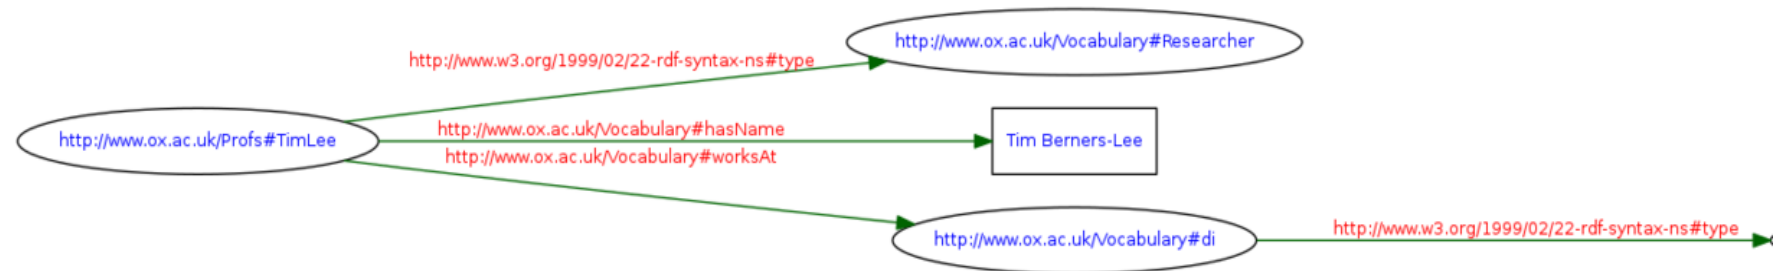 http://www.ox.ac.uk/Vocabulary#Researcher
http://www.w3.org/1999/02/22-rdf-syntax-ns#type
http://www.ox.ac.uk/Profs#TimLee
http://www.ox.ac.uk/Vocabulary#hasName
Tim Berners-Lee
http://www.ox.ac.uk/Vocabulary#worksAt
http://www.ox.ac.uk/Vocabulary#di
http://www.w3.org/1999/02/22-rdf-syntax-ns#type